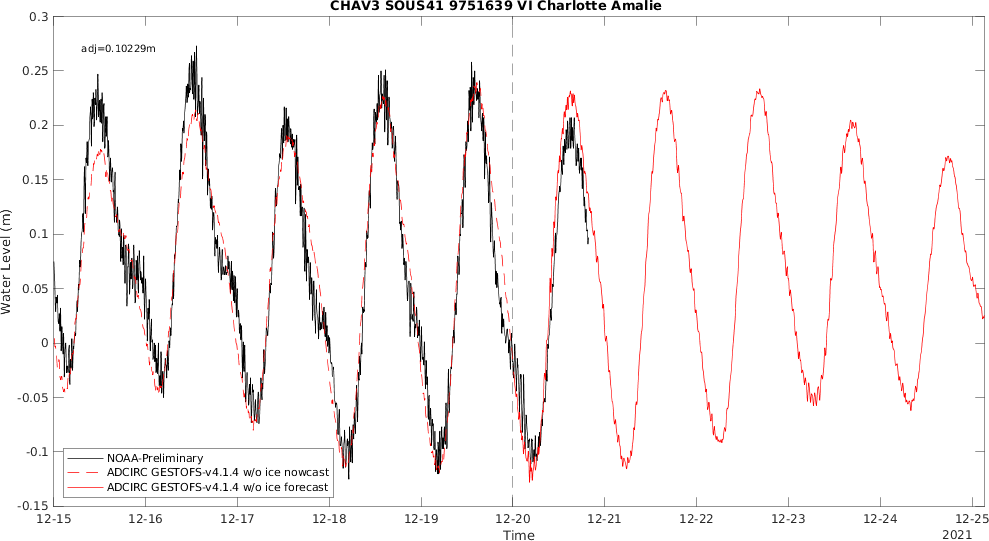 CHAV3 SOUS41 9751639 VI Charlotte Amalie
adj=0.10229m
0.3
0.25
0.2
0.15
0.1
0.05
0
-0.05
-0.1
-0.15
Water Level (m)
NOAA-Preliminary
ADCIRC GESTOFS-v4.1.4 w/o ice nowcast
ADCIRC GESTOFS-v4.1.4 w/o ice forecast
12-15 12-16 12-17 12-18 12-19 12-20 12-21 12-22 12-23 12-24 12-25
Time
2021